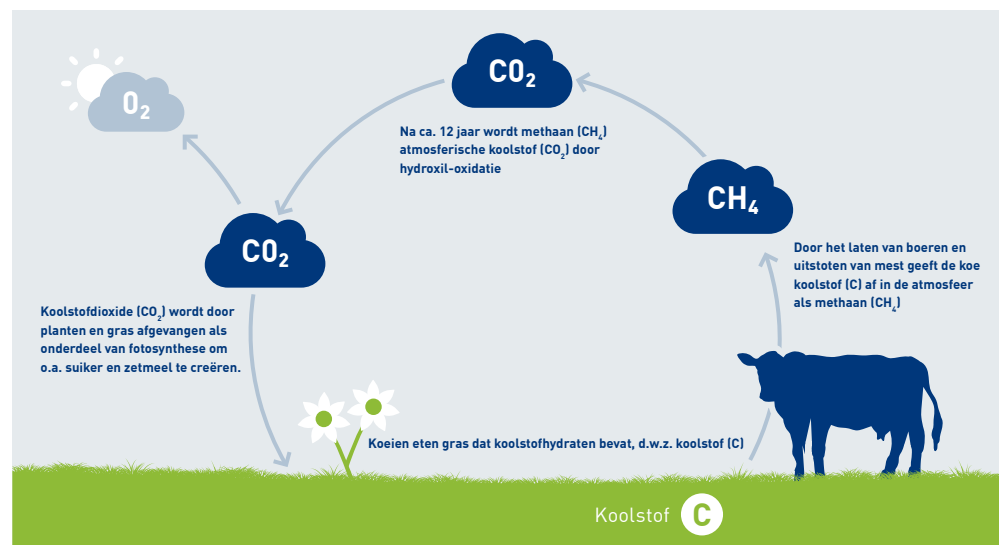 CO₂
O₂
Na ca. 12 jaar wordt methaan (CH₄)
atmosferische koolstof (CO₂) door
hydroxil-oxidatie
CH₄
CO₂
Door het laten van boeren en
uitstoten van mest geeft de koe
koolstof (C) af in de atmosfeer
als methaan (CH₄)
Koolstofdioxide (CO₂) wordt door
planten en gras afgevangen als
onderdeel van fotosynthese om
o.a. suiker en zetmeel te creëren.
Koeien eten gras dat koolstofhydraten bevat, d.w.z. koolstof (C)
Koolstof C